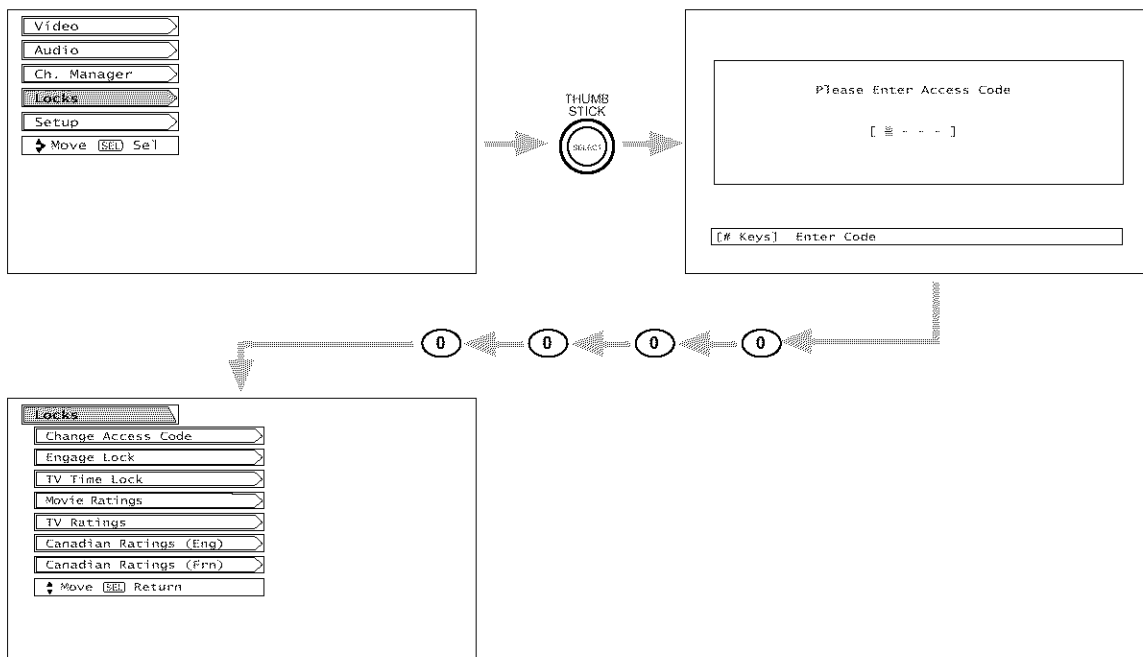 Vídeo
Audio
Ch. Manager
Locks
Setup
Move SEL Sel
THUMB
STICK
SELECT
Please Enter Access Code
[ - - - ]
[# Keys] Enter Code
0 0 0 0
Locks
Change Access Code
Engage Lock
TV Time Lock
Movie Ratings
TV Ratings
Canadian Ratings (Eng)
Canadian Ratings (Frn)
Move SEL Return